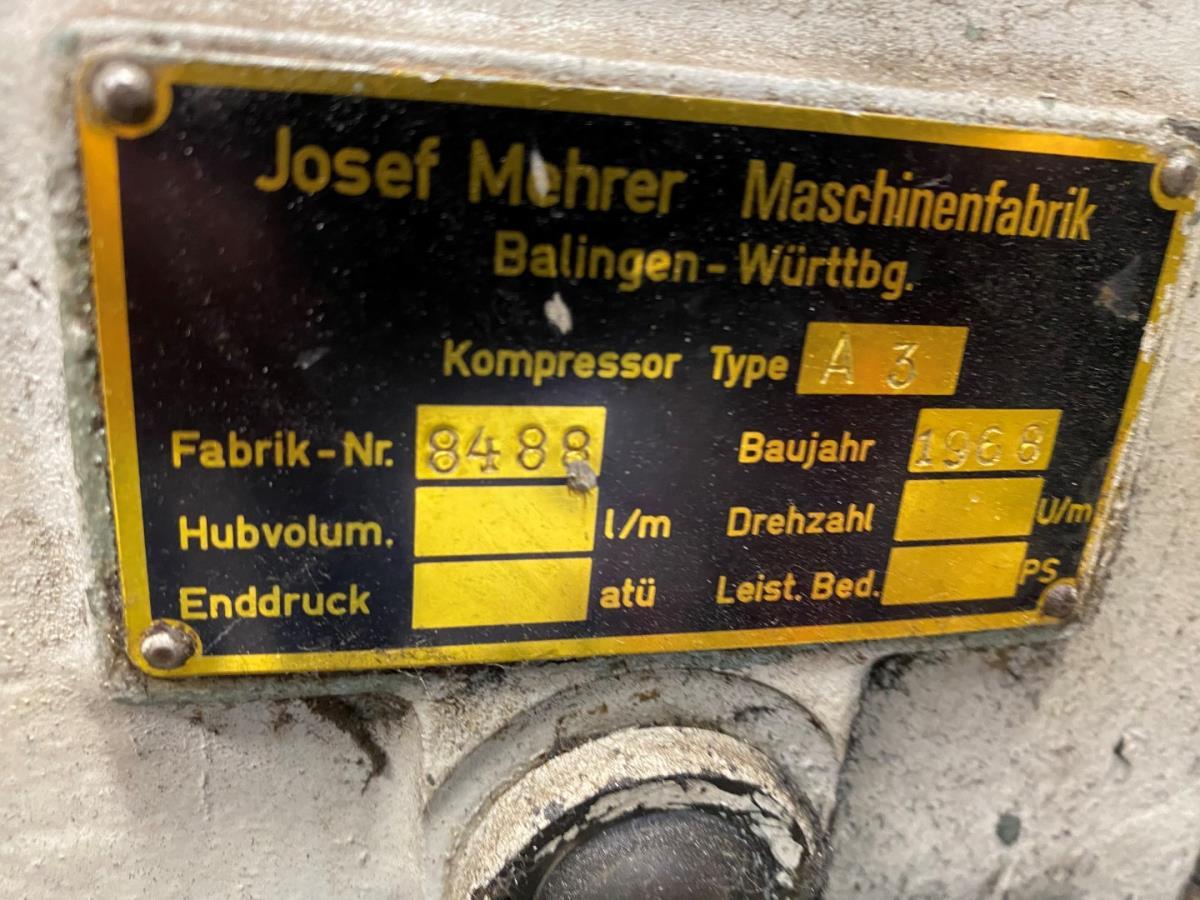 Josef Mehrer Maschinenfabrik
Balingen - Württbg.
Kompressor Type A 3
Fabrik - Nr. 8488 Baujahr 1968
Hubvolum. l/m Drehzahl U/m
Enddruck atü Leist. Bed. PS